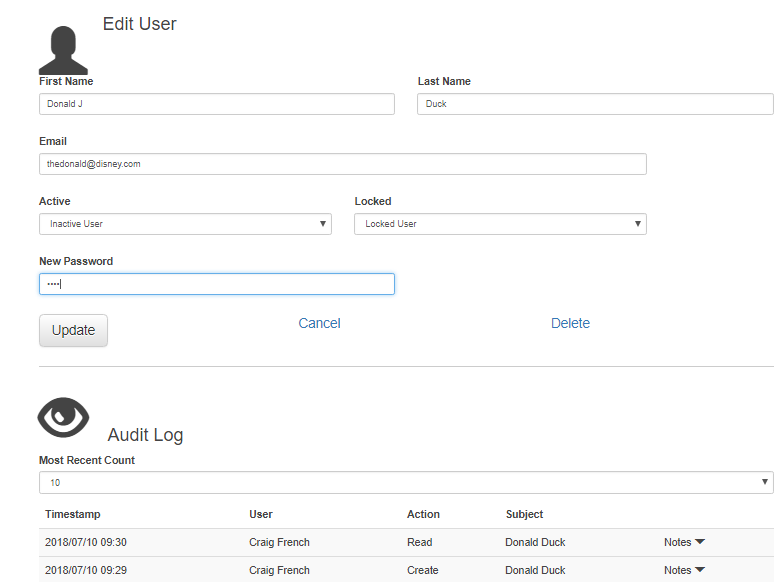 Edit User
First Name Last Name
Donald J Duck
Email
thedonald@disney.com
Active Locked
Inactive User Locked User
New Password
····
Update Cancel Delete
Audit Log
Most Recent Count
10
Timestamp User Action Subject
2018/07/10 09:30 Craig French Read Donald Duck Notes
2018/07/10 09:29 Craig French Create Donald Duck Notes